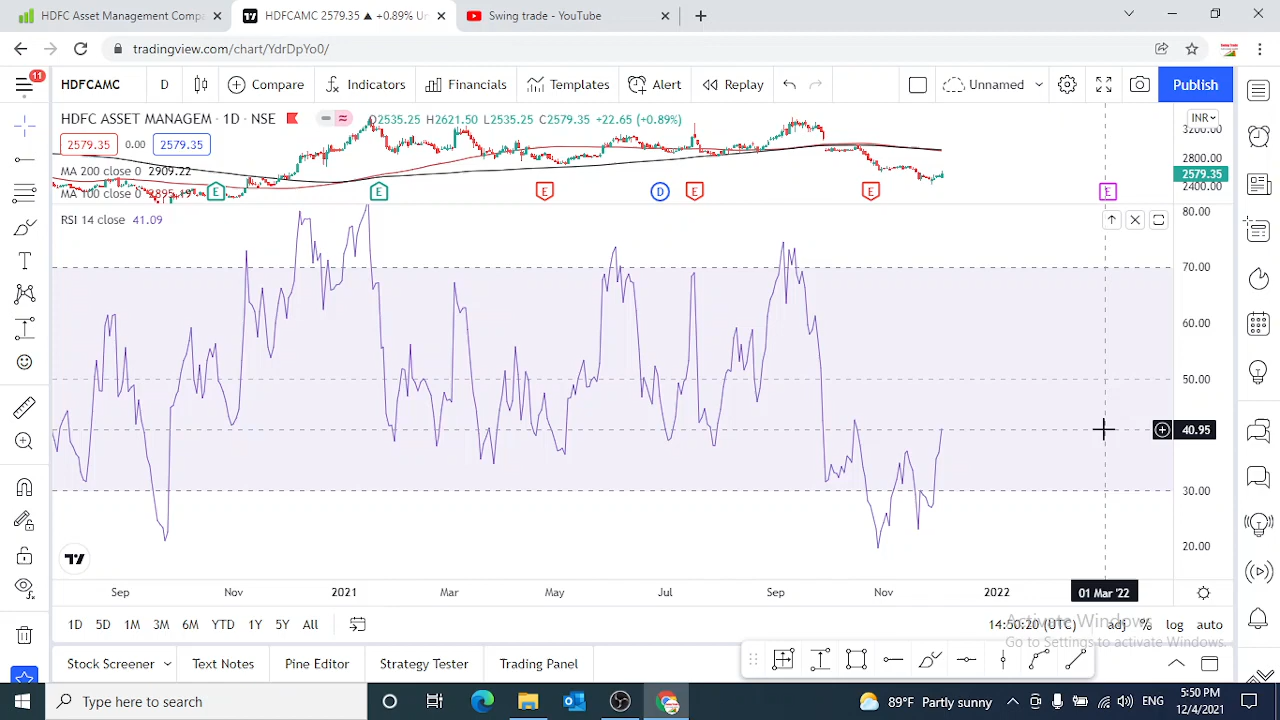 HDFC Asset Management Compa
HDFCAMC 2579.35 ▲ +0.89% Un
Swing trade - YouTube
tradingview.com/chart/YdrDpYo0/
11
HDFCAMC
D
Compare
Indicators
Financials
Templates
Alert
Replay
Unnamed
Publish
HDFC ASSET MANAGEM · 1D · NSE
O2535.25 H2621.50 L2535.25 C2579.35 +22.65 (+0.89%)
INR
2579.35 0.00 2579.35
3200.00
2800.00
2579.35
2400.00
MA 200 close 0 2909.22
MA 100 close 0 2895.49
E E E D E E E
RSI 14 close 41.09
80.00
70.00
60.00
50.00
40.95
30.00
20.00
Sep Nov 2021 Mar May Jul Sep Nov 2022 01 Mar '22
1D 5D 1M 3M 6M YTD 1Y 5Y All
14:50:20 (UTC) adj % log auto
Activate Windows
Go to Settings to activate Windows.
Stock Screener Text Notes Pine Editor Strategy Tester Trading Panel
Type here to search
89°F Partly sunny
ENG
5:50 PM
12/4/2021